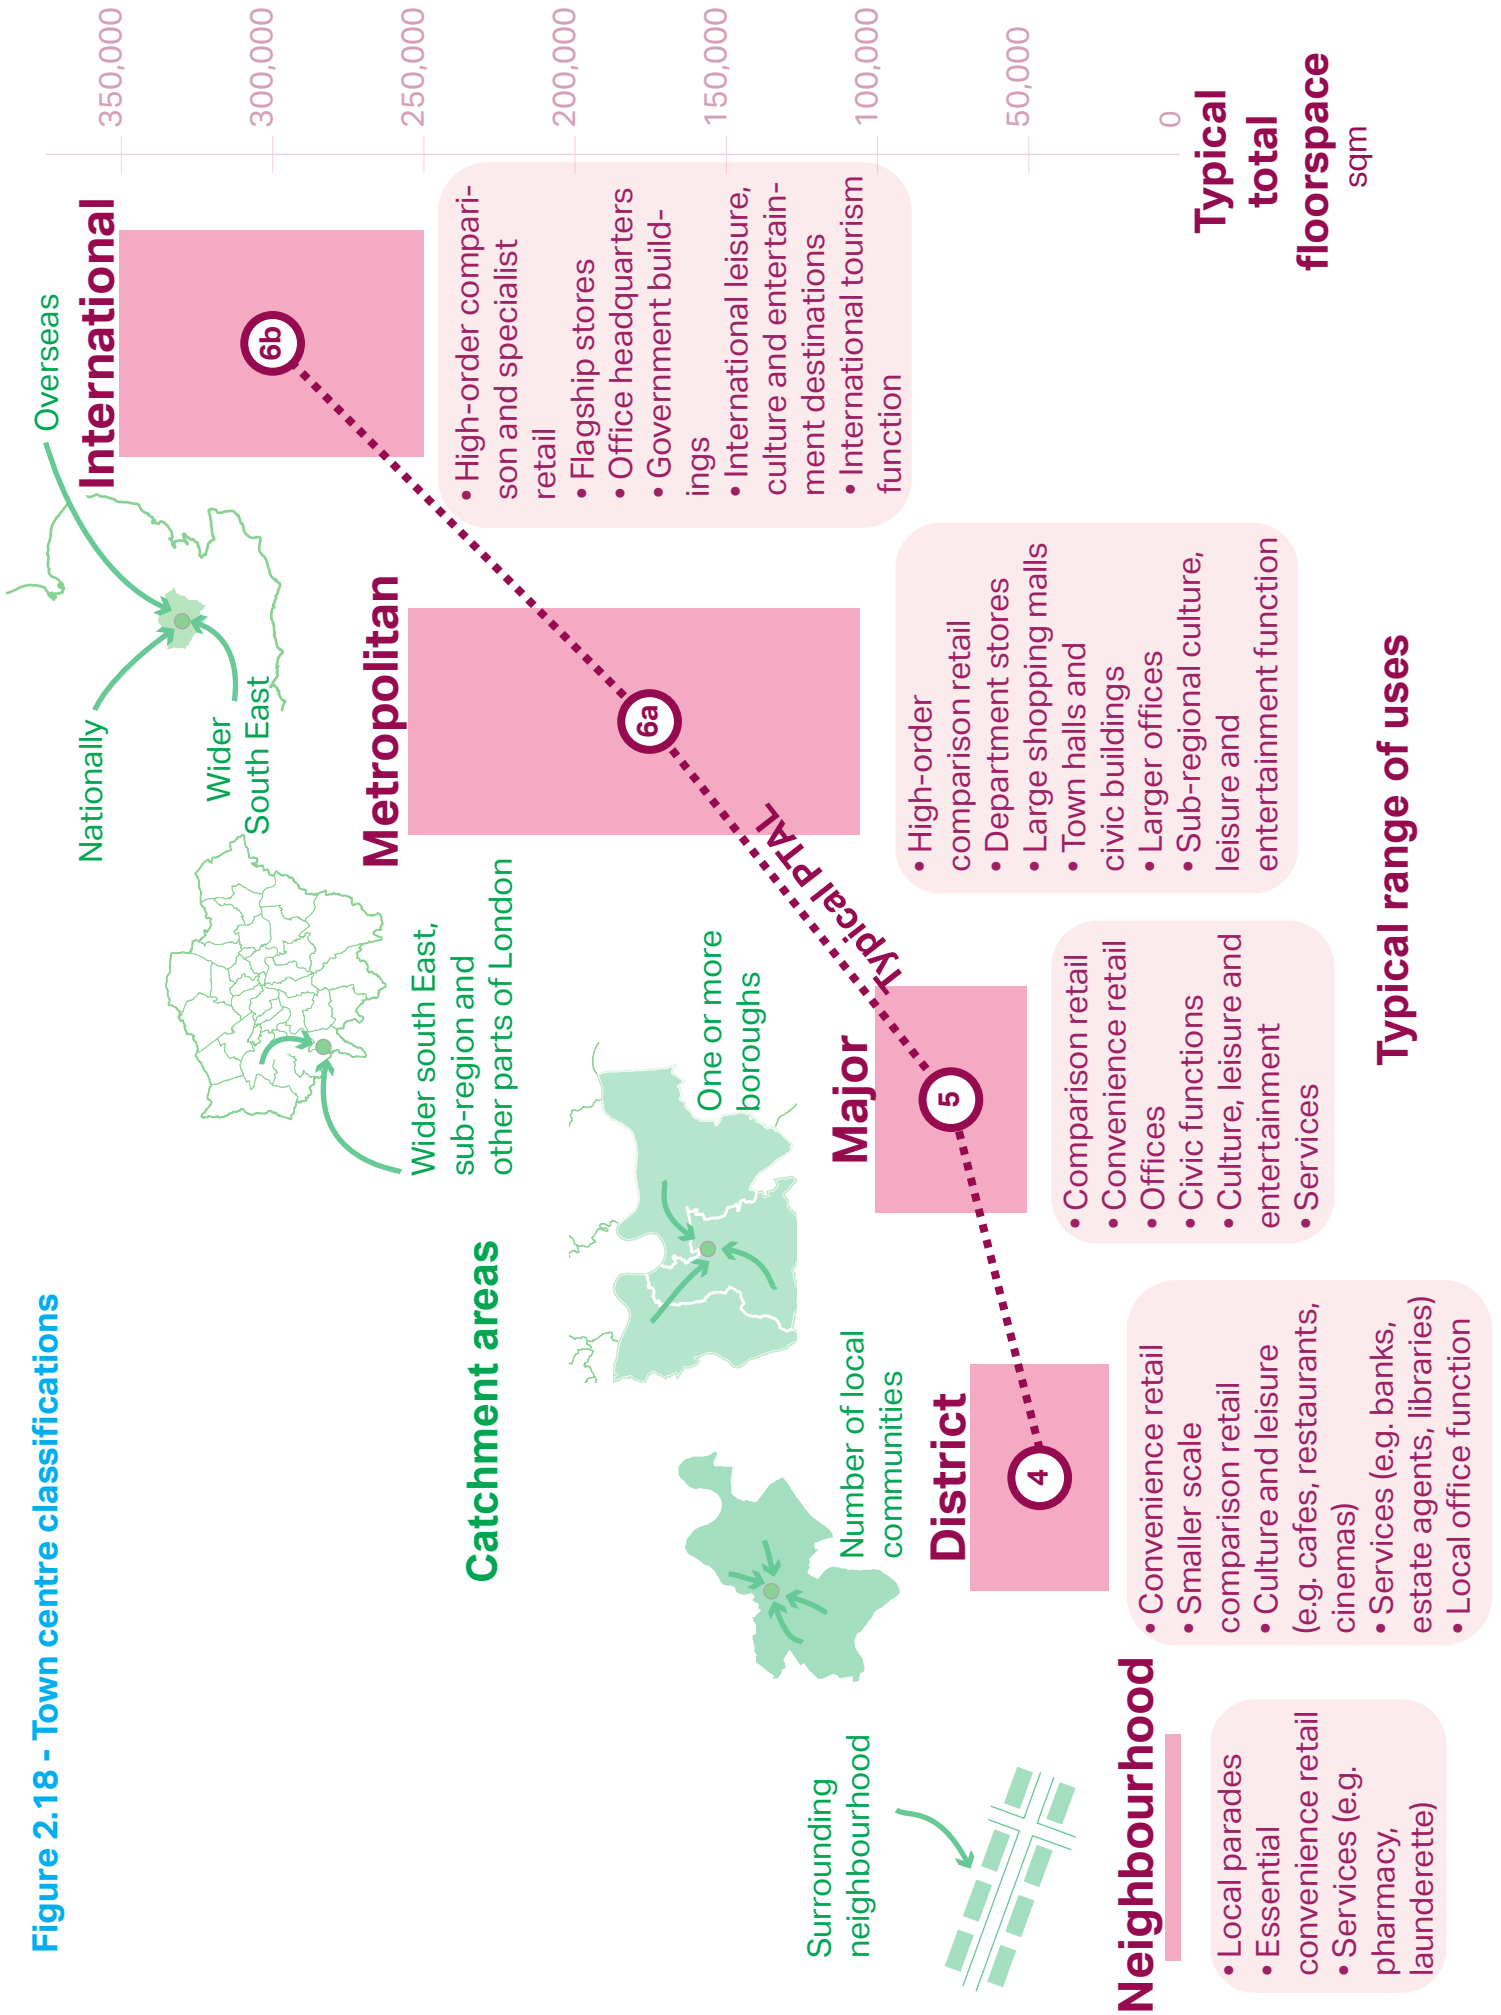 Figure 2.18 - Town centre classifications
Catchment areas
Surrounding
neighbourhood
Number of local
communities
One or more
boroughs
Wider south East,
sub-region and
other parts of London
Nationally
Wider
South East
Overseas
Neighbourhood
• Local parades
• Essential
convenience retail
• Services (e.g.
pharmacy,
launderette)
District
4
• Convenience retail
• Smaller scale
comparison retail
• Culture and leisure
(e.g. cafes, restaurants,
cinemas)
• Services (e.g. banks,
estate agents, libraries)
• Local office function
Major
5
• Comparison retail
• Convenience retail
• Offices
• Civic functions
• Culture, leisure and
entertainment
• Services
Typical PTAL
Metropolitan
6a
• High-order
comparison retail
• Department stores
• Large shopping malls
• Town halls and
civic buildings
• Larger offices
• Sub-regional culture,
leisure and
entertainment function
International
6b
• High-order compari-
son and specialist
retail
• Flagship stores
• Office headquarters
• Government build-
ings
• International leisure,
culture and entertain-
ment destinations
• International tourism
function
350,000
300,000
250,000
200,000
150,000
100,000
50,000
0
Typical
total
floorspace
sqm
Typical range of uses